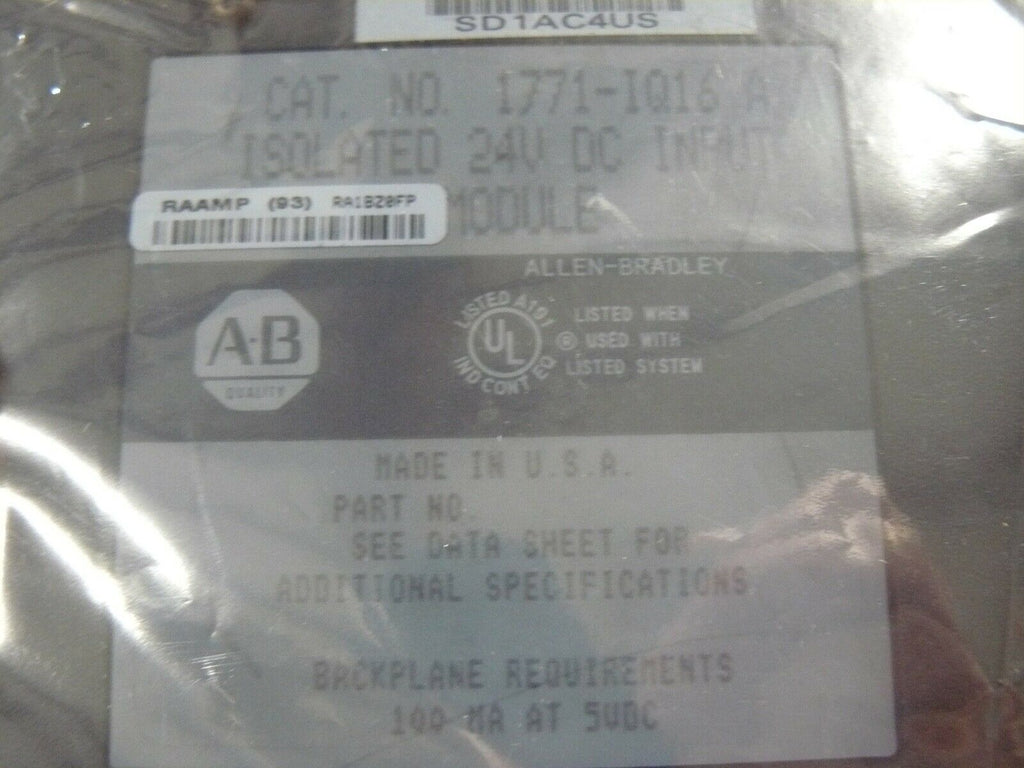 SD1AC4US
CAT. NO. 1771-IQ16 A
ISOLATED 24V DC INPUT
MODULE
RAAMP (93) RA1BZ0FP
ALLEN-BRADLEY
A·B
QUALITY
LISTED A191
UL
IND CONT EQ
®
LISTED WHEN
USED WITH
LISTED SYSTEM
MADE IN U.S.A.
PART NO.
SEE DATA SHEET FOR
ADDITIONAL SPECIFICATIONS
BACKPLANE REQUIREMENTS
100 MA AT 5VDC